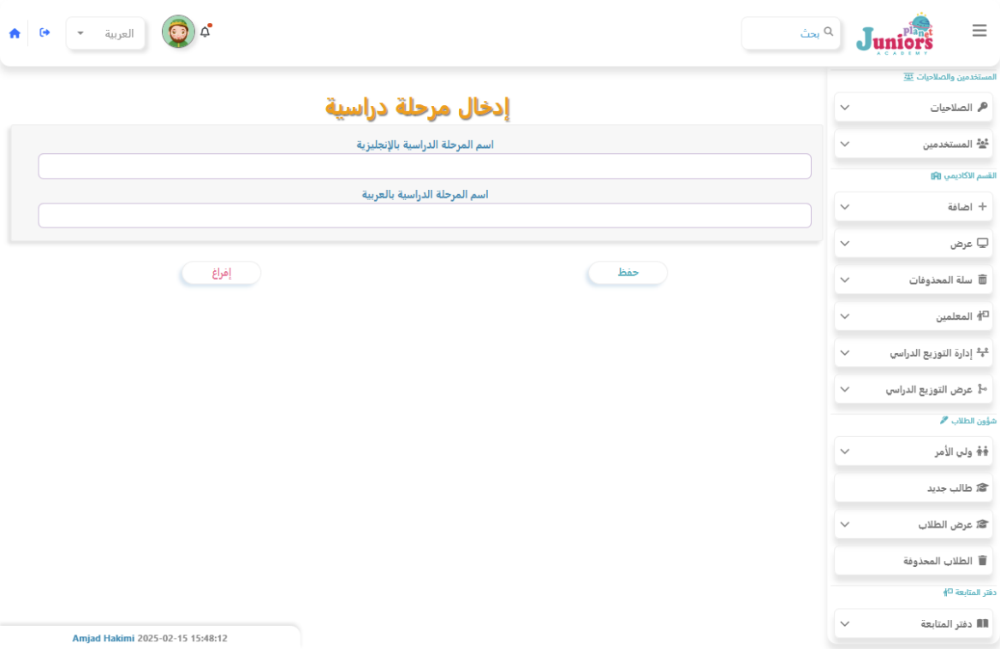 planet
Juniors
ACADEMY
بحث
العربية
المستخدمين والصلاحيات
الصلاحيات
المستخدمين
القسم الاكاديمي
اضافة
عرض
سلة المحذوفات
المعلمين
إدارة التوزيع الدراسي
عرض التوزيع الدراسي
شؤون الطلاب
ولي الأمر
طالب جديد
عرض الطلاب
الطلاب المحذوفة
دفتر المتابعة
دفتر المتابعة
إدخال مرحلة دراسية
اسم المرحلة الدراسية بالإنجليزية
اسم المرحلة الدراسية بالعربية
حفظ
إفراغ
Amjad Hakimi 2025-02-15 15:48:12